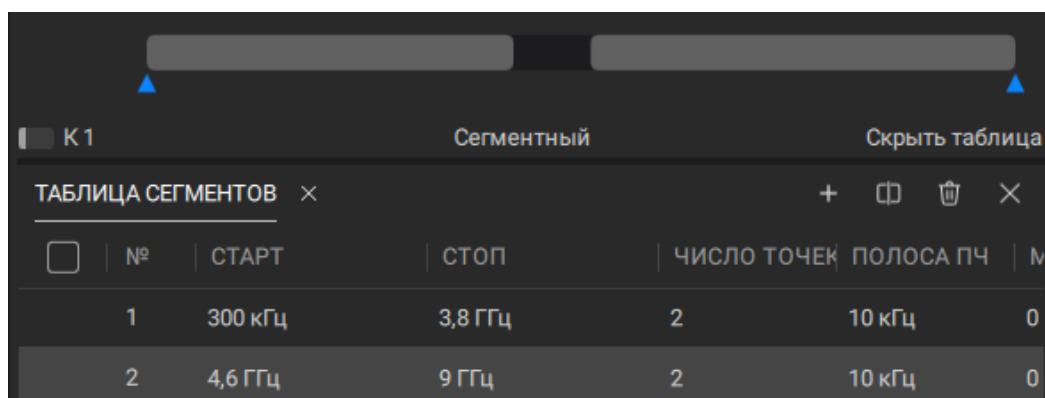 К 1 Сегментный Скрыть таблица
ТАБЛИЦА СЕГМЕНТОВ
№ СТАРТ СТОП ЧИСЛО ТОЧЕК ПОЛОСА ПЧ
1 300 кГц 3,8 ГГц 2 10 кГц 0
2 4,6 ГГц 9 ГГц 2 10 кГц 0